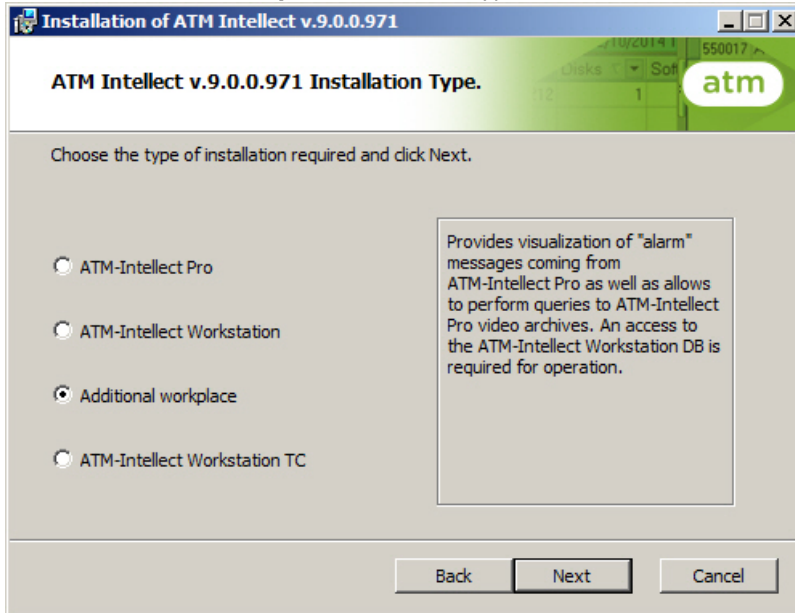 Installation of ATM Intellect v.9.0.0.971
550017
Disks Soft
1
ATM Intellect v.9.0.0.971 Installation Type.
atm
Choose the type of installation required and click Next.
ATM-Intellect Pro
ATM-Intellect Workstation
Additional workplace
ATM-Intellect Workstation TC
Provides visualization of "alarm"
messages coming from
ATM-Intellect Pro as well as allows
to perform queries to ATM-Intellect
Pro video archives. An access to
the ATM-Intellect Workstation DB is
required for operation.
Back
Next
Cancel